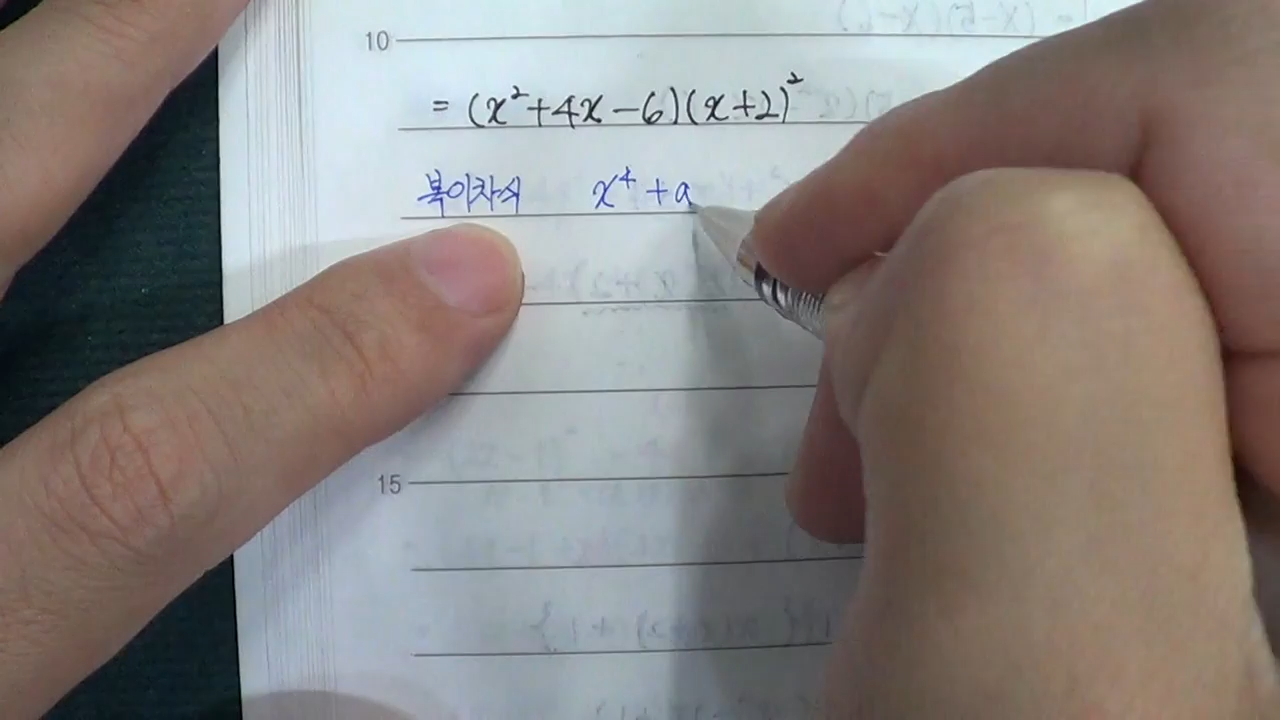 10
= (x²+4x-6)(x+2)²
복이차식 x⁴+a
15